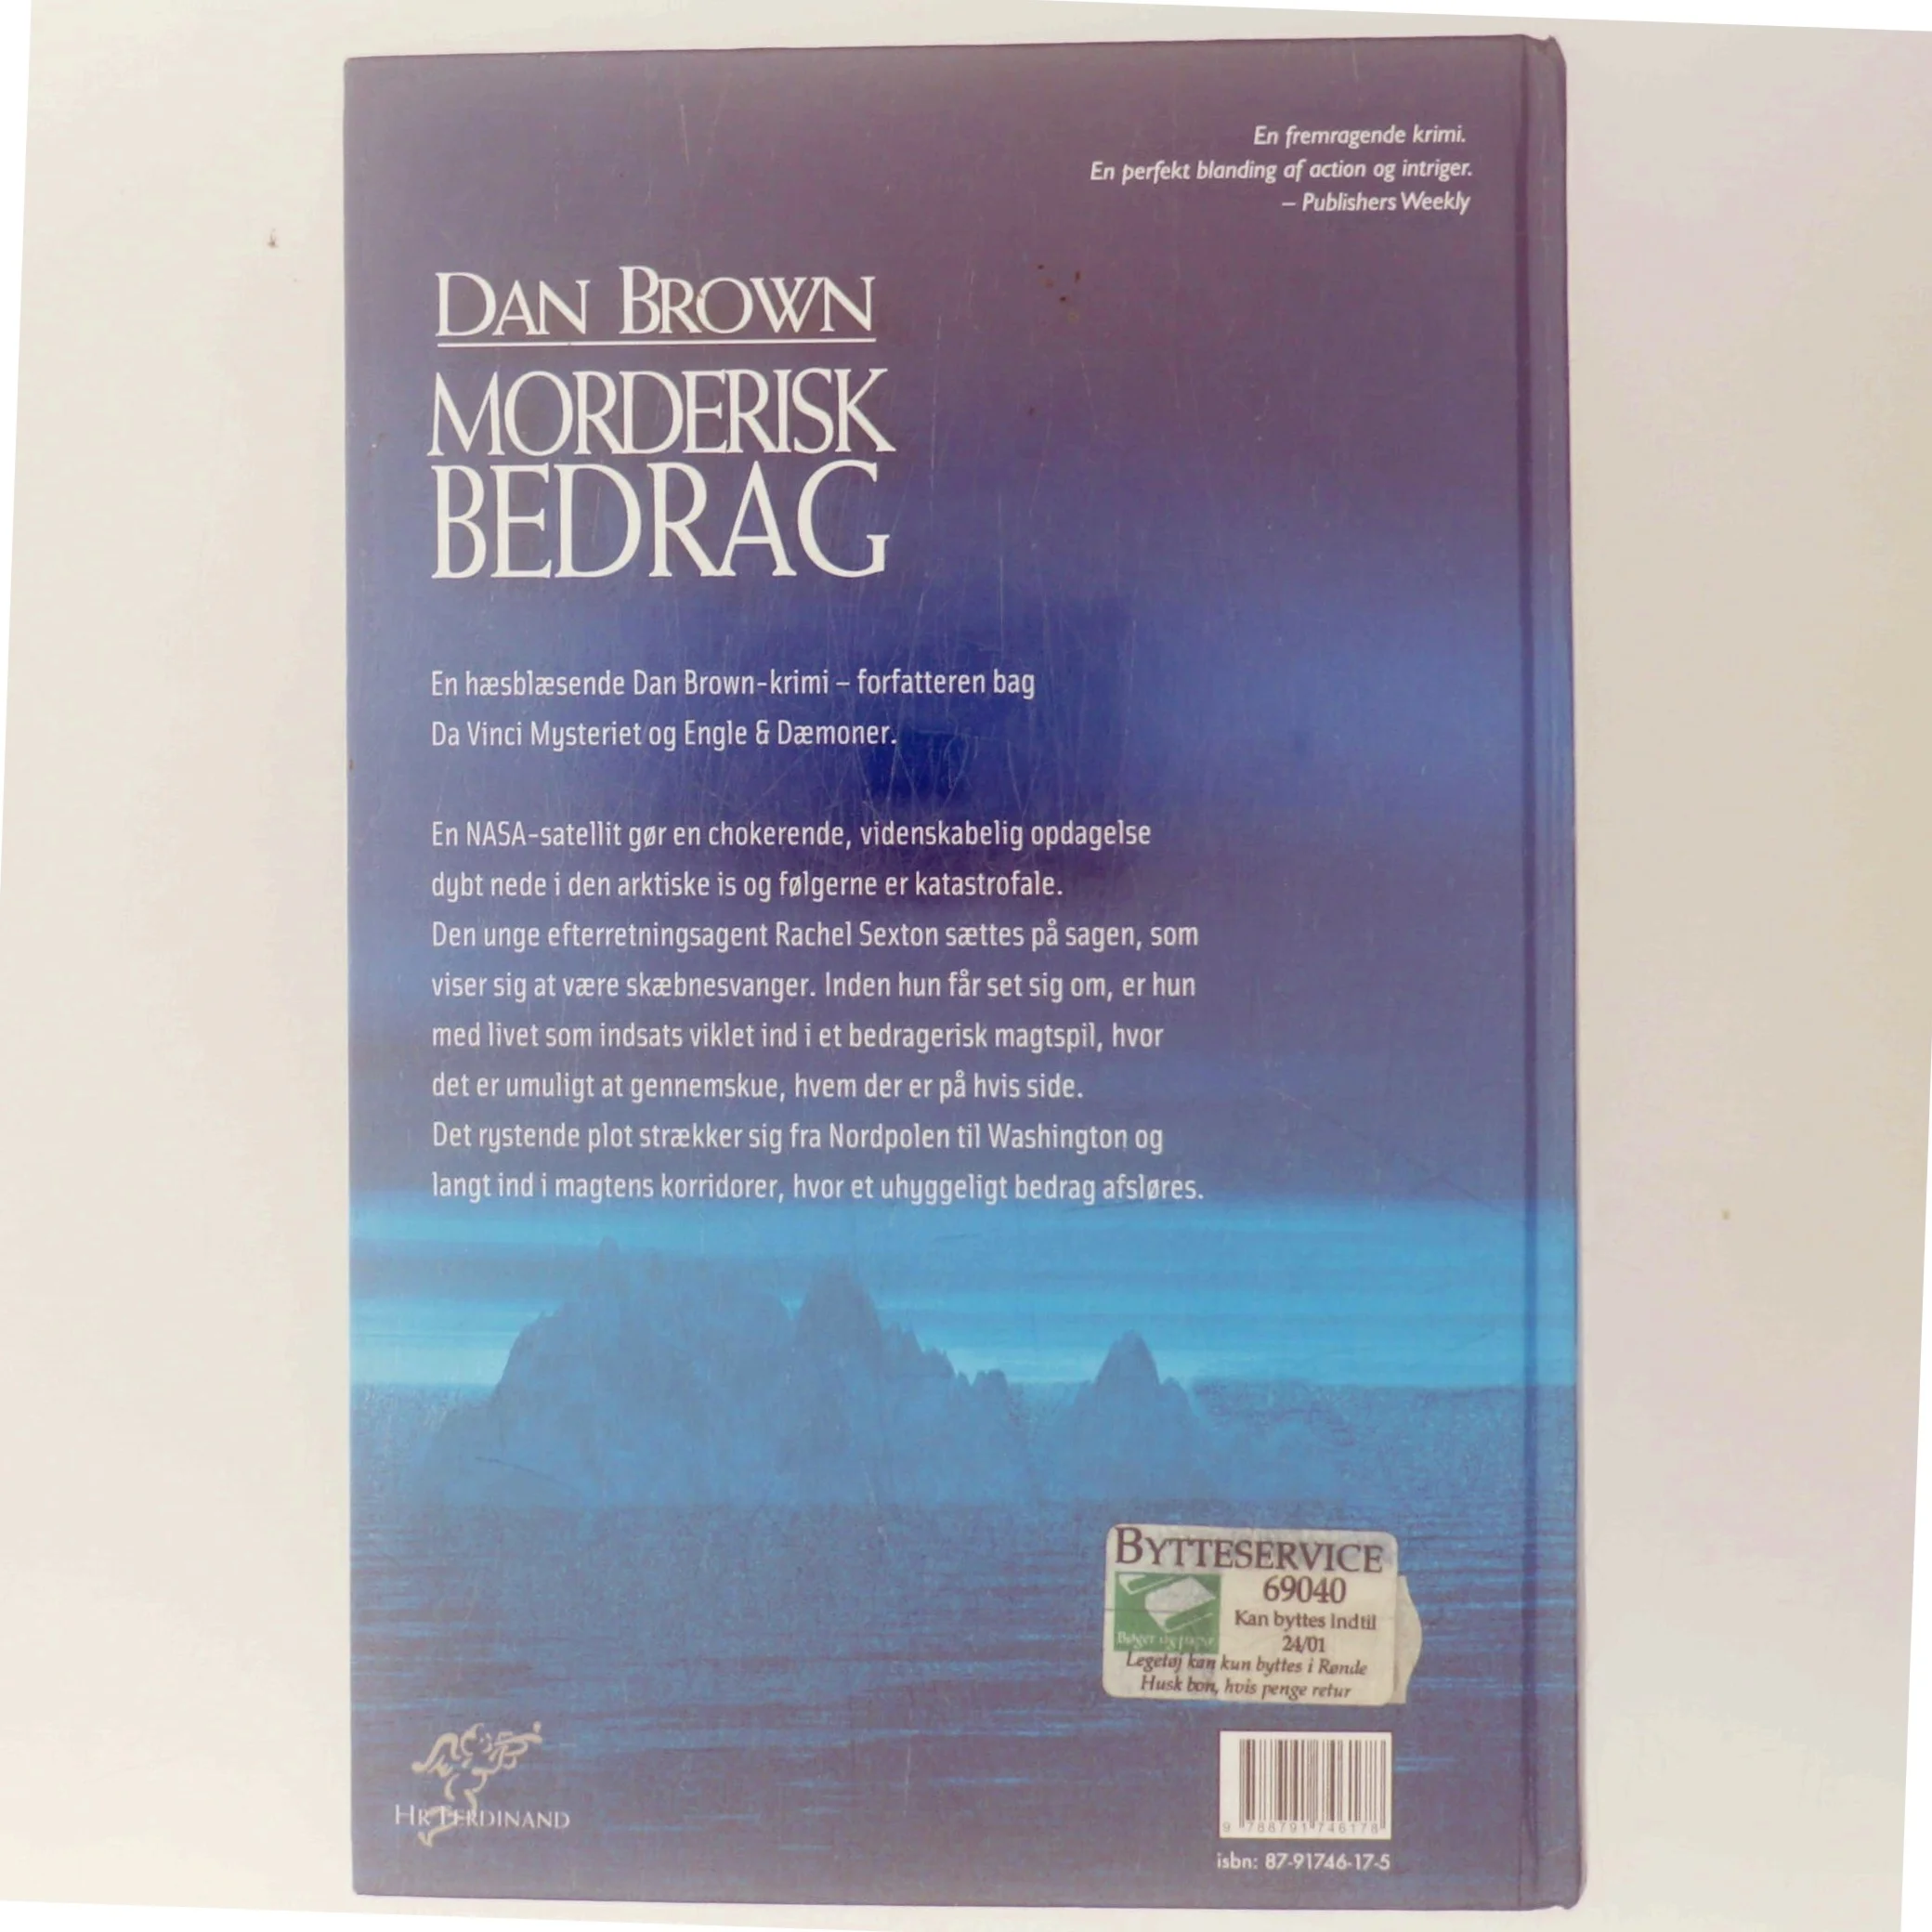 En fremragende krimi.
En perfekt blanding af action og intriger.
– Publishers Weekly
DAN BROWN
MORDERISK
BEDRAG
En hæsblæsende Dan Brown-krimi – forfatteren bag
Da Vinci Mysteriet og Engle & Dæmoner.
En NASA-satellit gør en chokerende, videnskabelig opdagelse
dybt nede i den arktiske is og følgerne er katastrofale.
Den unge efterretningsagent Rachel Sexton sættes på sagen, som
viser sig at være skæbnesvanger. Inden hun får set sig om, er hun
med livet som indsats viklet ind i et bedragerisk magtspil, hvor
det er umuligt at gennemskue, hvem der er på hvis side.
Det rystende plot strækker sig fra Nordpolen til Washington og
langt ind i magtens korridorer, hvor et uhyggeligt bedrag afsløres.
BYTTESERVICE
69040
Kan byttes indtil
24/01
Bøger og papir
Legetøj kan kun byttes i Rønde
Husk bon, hvis penge retur
HR FERDINAND
9 788791 746178
isbn: 87-91746-17-5